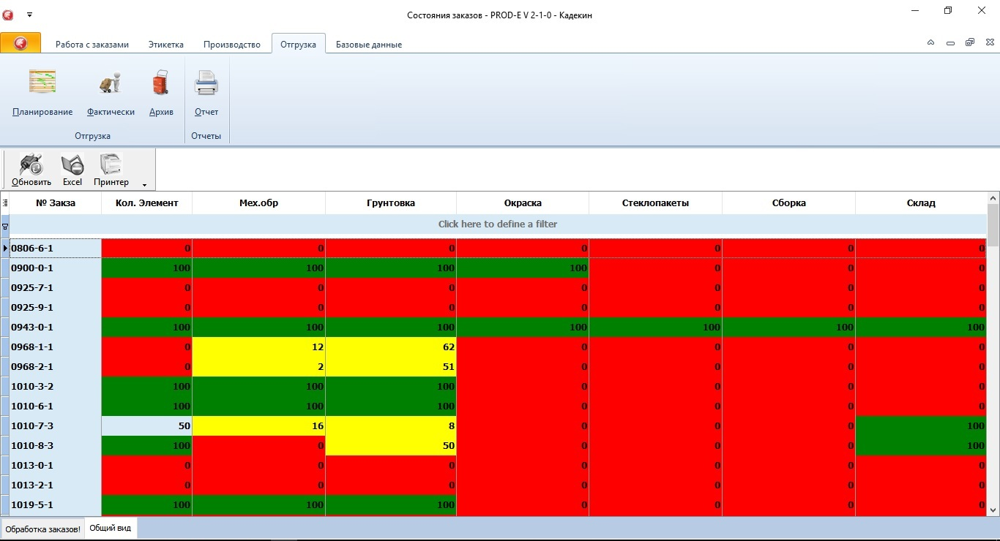 Состояния заказов - PROD-E V 2-1-0 - Кадекин
Работа с заказами Этикетка Производство Отгрузка Базовые данные
Планирование Фактически Архив Отчет
Отгрузка Отчеты
Обновить Excel Принтер
№ Закза Кол. Элемент Мех.обр Грунтовка Окраска Стеклопакеты Сборка Склад
Click here to define a filter
0806-6-1 0 0 0 0 0 0 0
0900-0-1 100 100 100 100 0 0 0
0925-7-1 0 0 0 0 0 0 0
0925-9-1 0 0 0 0 0 0 0
0943-0-1 100 100 100 100 100 100 100
0968-1-1 0 12 62 0 0 0 0
0968-2-1 0 2 51 0 0 0 0
1010-3-2 100 100 100 0 0 0 0
1010-6-1 100 100 100 0 0 0 0
1010-7-3 50 16 8 0 0 0 100
1010-8-3 100 0 50 0 0 0 100
1013-0-1 0 0 0 0 0 0 0
1013-2-1 0 0 0 0 0 0 0
1019-5-1 100 100 100 0 0 0 0
Обработка заказов! Общий вид